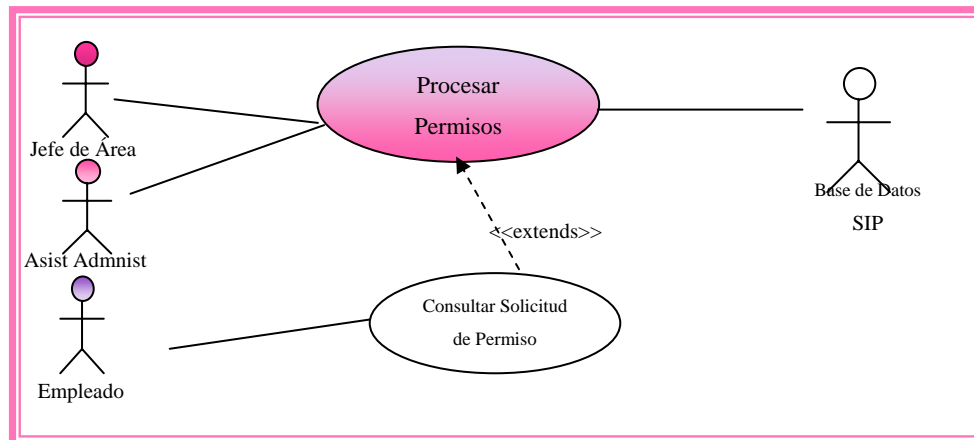 Procesar
Permisos
Jefe de Área
Asist Admnist
Empleado
<<extends>>
Consultar Solicitud
de Permiso
Base de Datos
SIP